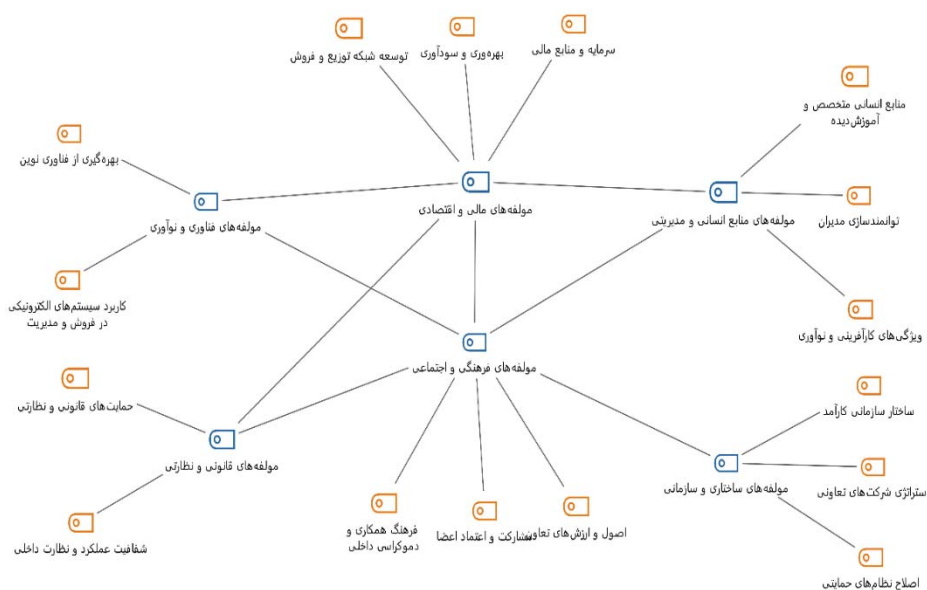 سرمایه و منابع مالی
بهره‌وری و سودآوری
توسعه شبکه توزیع و فروش
منابع انسانی متخصص و
آموزش‌دیده
بهره‌گیری از فناوری نوین
مولفه‌های مالی و اقتصادی
مولفه‌های منابع انسانی و مدیریتی
توانمندسازی مدیران
مولفه‌های فناوری و نوآوری
کاربرد سیستم‌های الکترونیکی
در فروش و مدیریت
ویژگی‌های کارآفرینی و نوآوری
مولفه‌های فرهنگی و اجتماعی
حمایت‌های قانونی و نظارتی
ساختار سازمانی کارآمد
مولفه‌های قانونی و نظارتی
مولفه‌های ساختاری و سازمانی
ستراتژی شرکت‌های تعاونی
اصول و ارزش‌های تعاون
مشارکت و اعتماد اعضا
فرهنگ همکاری و
دموکراسی داخلی
شفافیت عملکرد و نظارت داخلی
اصلاح نظام‌های حمایتی